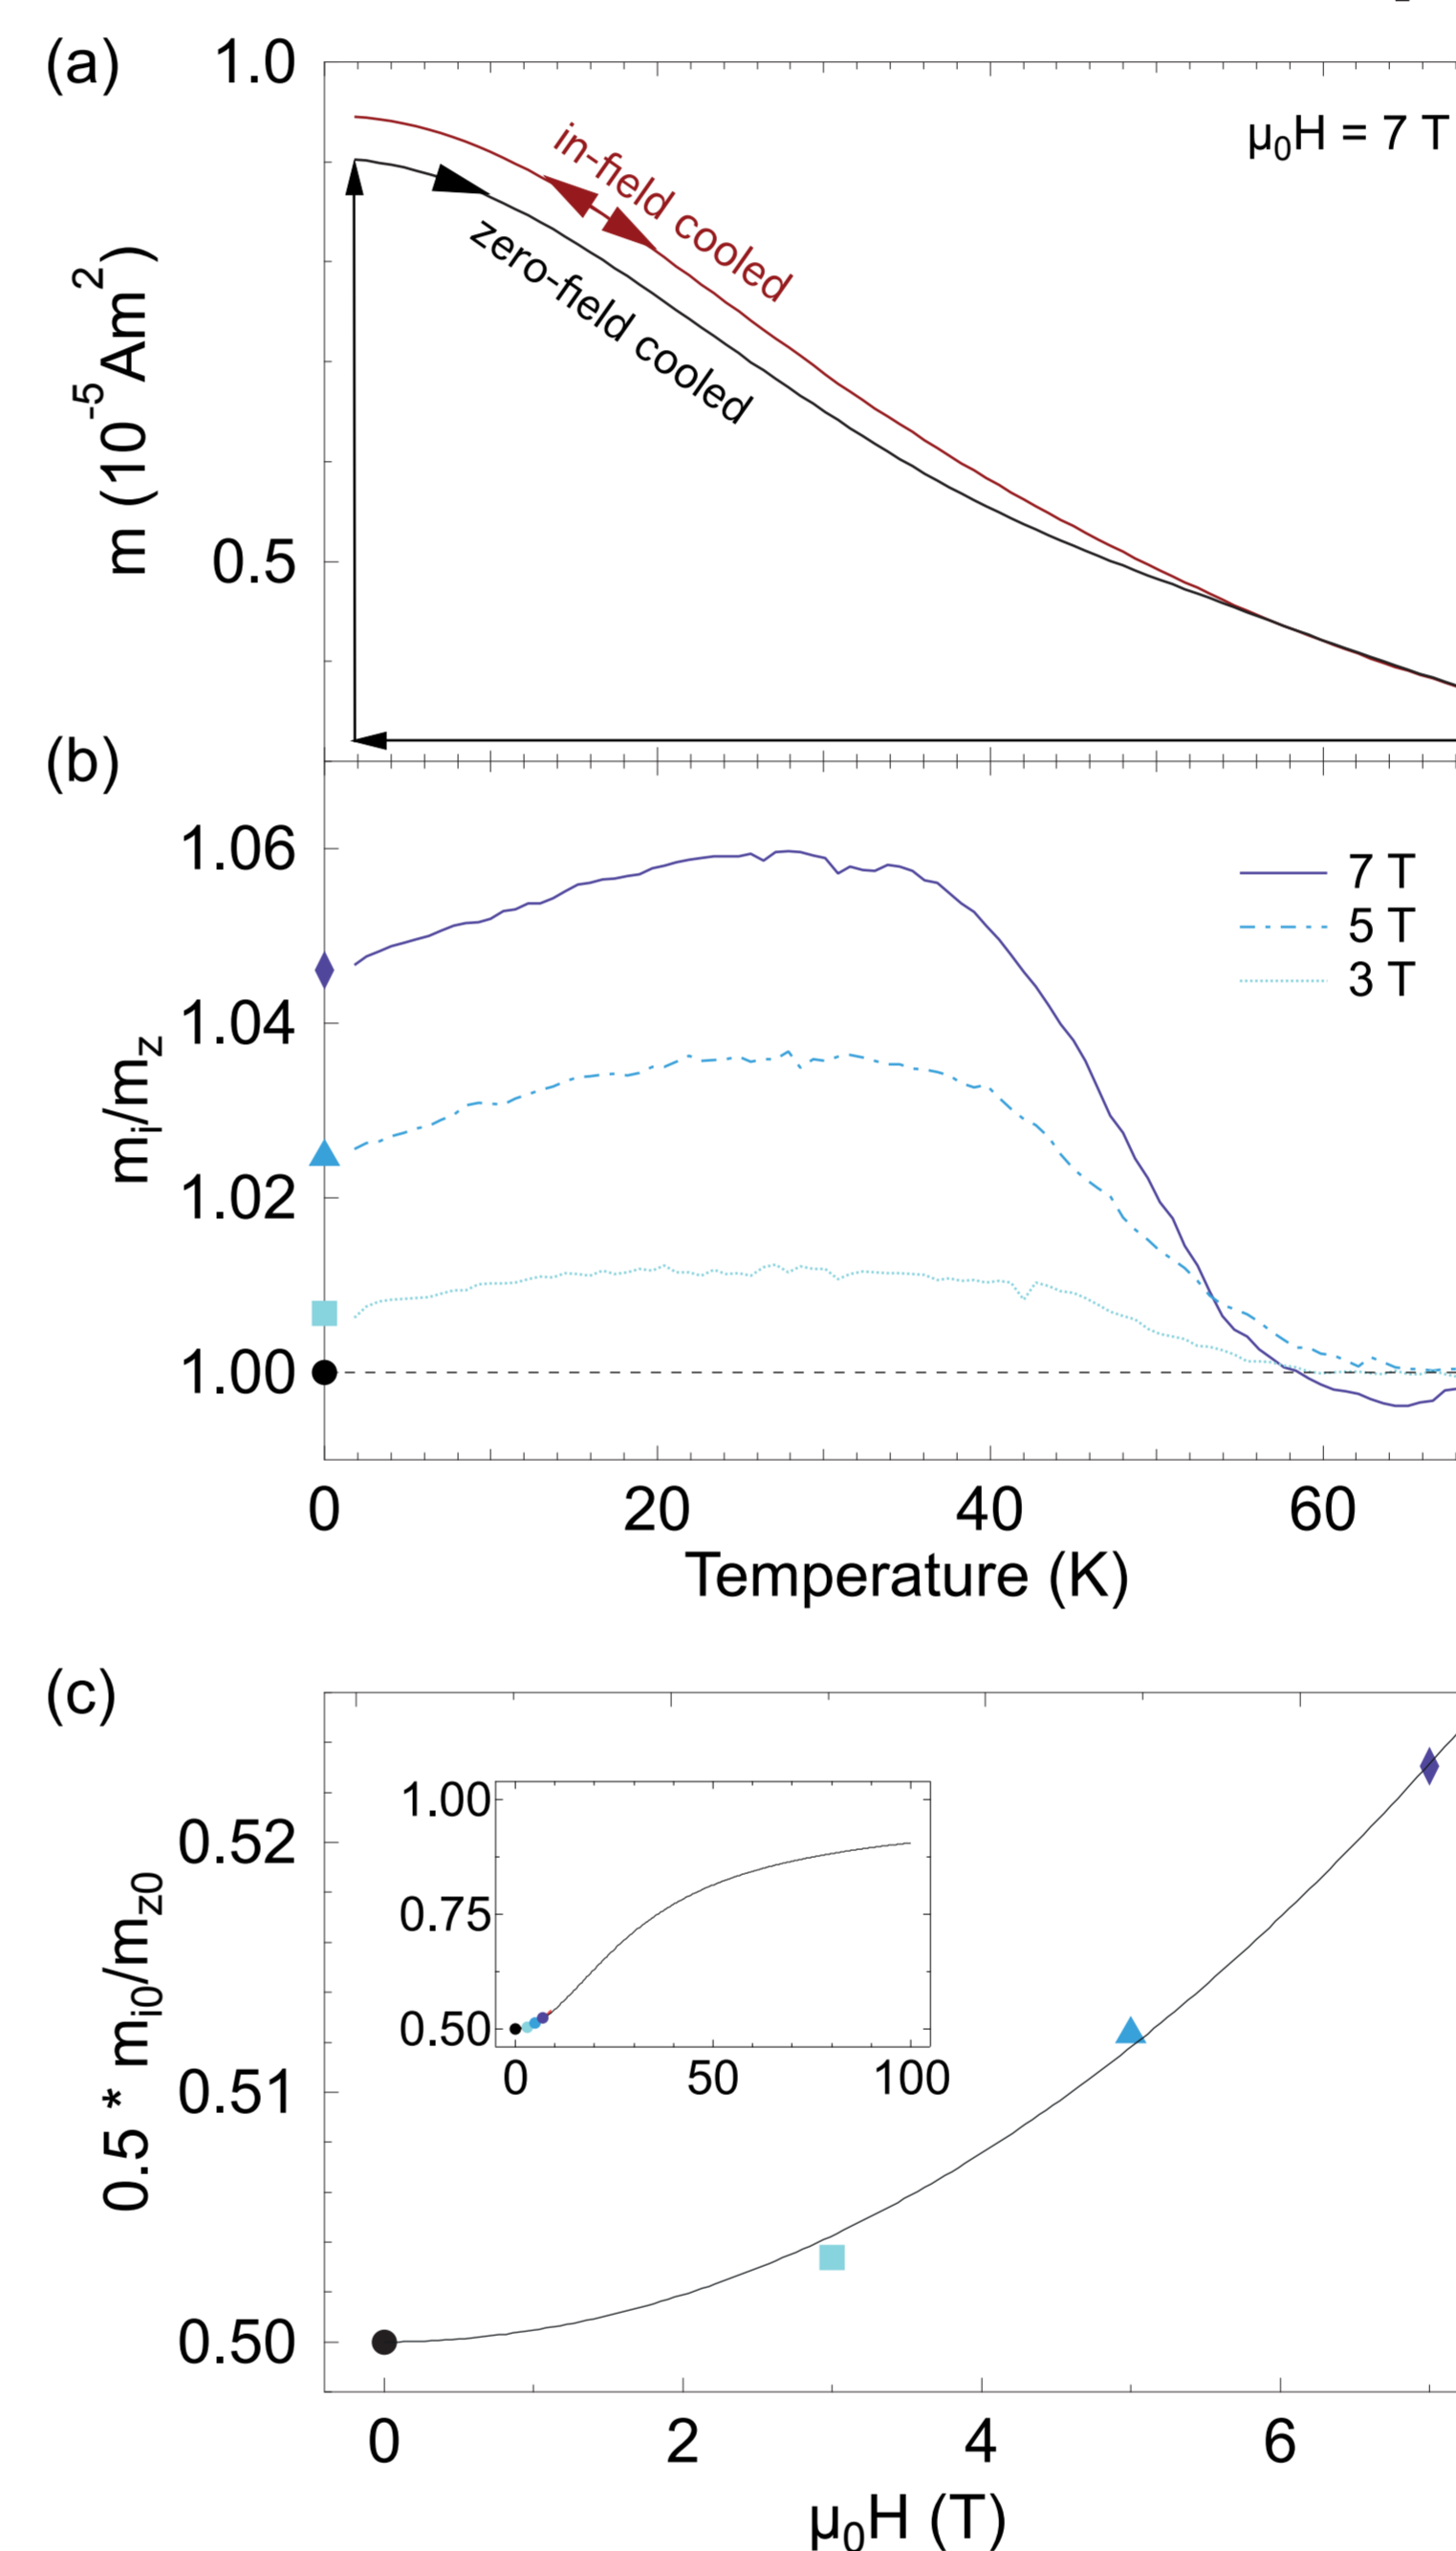 (a)
1.0
μ0H = 7 T
in-field cooled
zero-field cooled
m (10-5 Am2)
0.5
(b)
1.06
7 T
5 T
3 T
1.04
mi/mz
1.02
1.00
0 20 40 60
Temperature (K)
(c)
1.00
0.75
0.50
0 50 100
0.52
0.51
0.50
0.5 * mi0/mz0
0 2 4 6
μ0H (T)